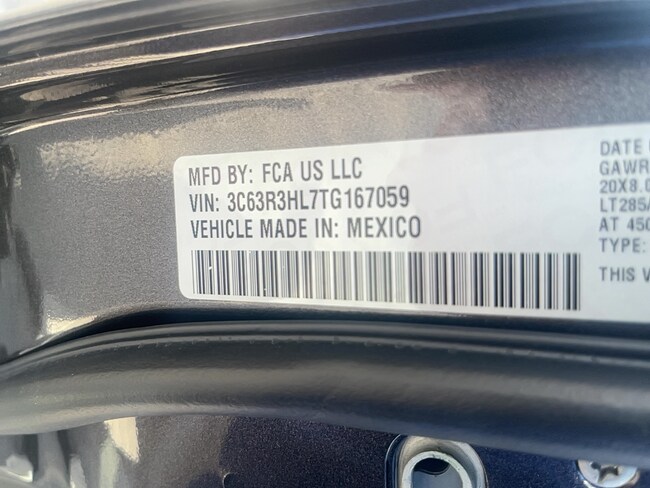 MFD BY: FCA US LLC
VIN: 3C63R3HL7TG167059
VEHICLE MADE IN: MEXICO
DATE
GAWR
20X8.0
LT285/
AT 450
TYPE:
THIS V